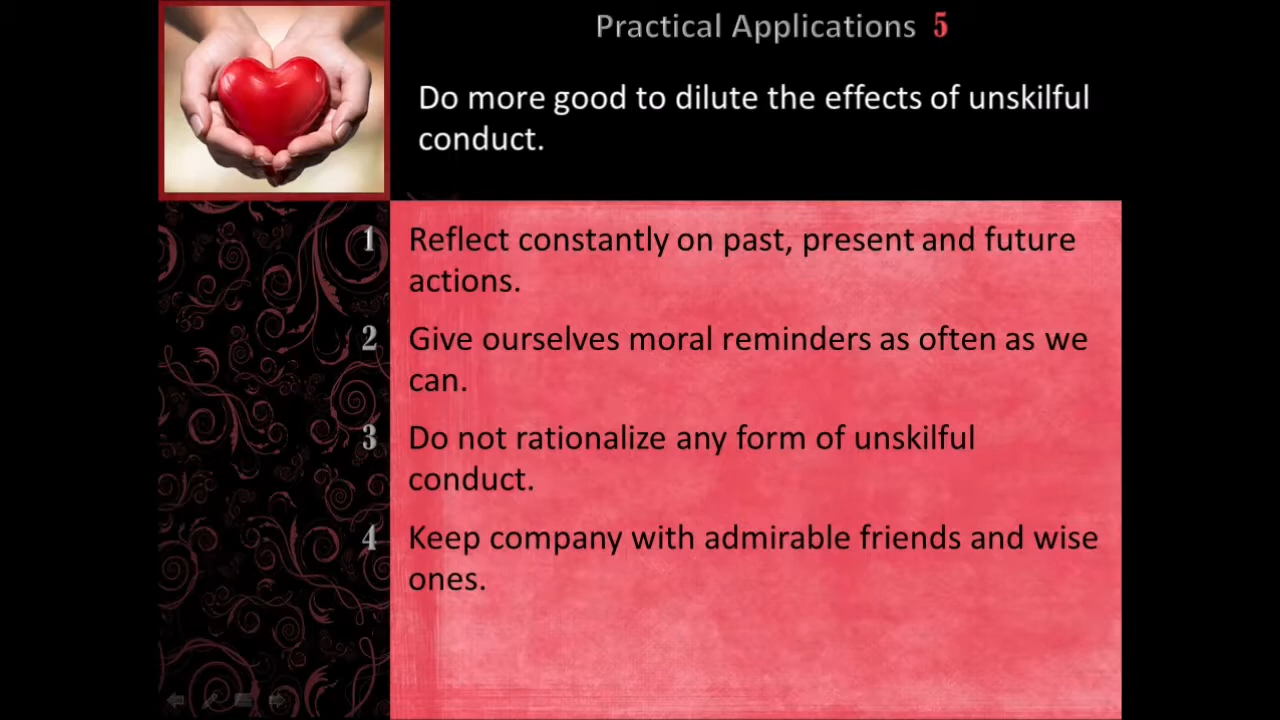 Practical Applications 5
Do more good to dilute the effects of unskilful
conduct.
1 Reflect constantly on past, present and future
actions.
2 Give ourselves moral reminders as often as we
can.
3 Do not rationalize any form of unskilful
conduct.
4 Keep company with admirable friends and wise
ones.